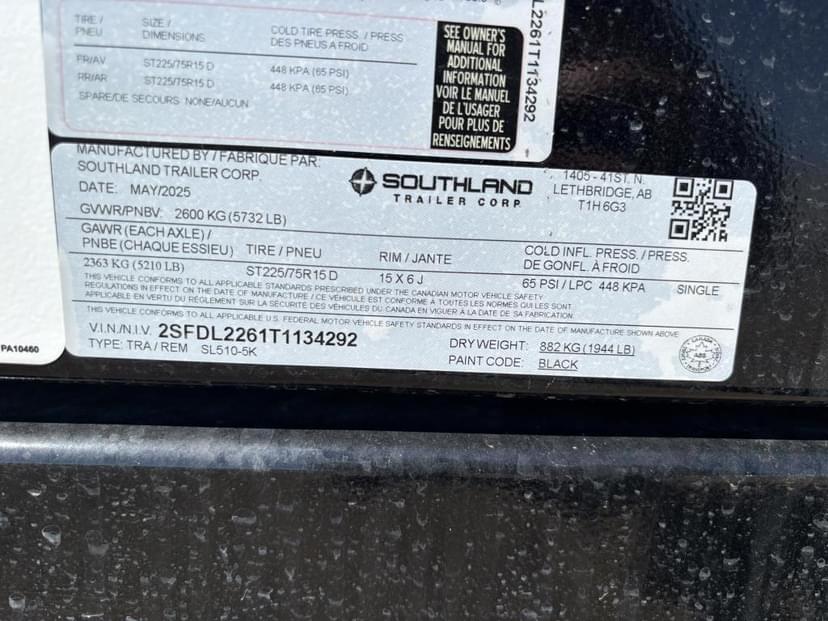 TIRE / SIZE / COLD TIRE PRESS. / PRESS
PNEU DIMENSIONS DES PNEUS A FROID
FR/AV ST225/75R15 D 448 KPA (65 PSI)
RR/AR ST225/75R15 D 448 KPA (65 PSI)
SPARE/DE SECOURS NONE/AUCUN
SEE OWNER'S
MANUAL FOR
ADDITIONAL
INFORMATION
VOIR LE MANUEL
DE L'USAGER
POUR PLUS DE
RENSEIGNEMENTS
L2261T1134292
MANUFACTURED BY / FABRIQUE PAR:
SOUTHLAND TRAILER CORP.
DATE: MAY/2025
SOUTHLAND
TRAILER CORP
1405 - 41ST. N.
LETHBRIDGE, AB
T1H 6G3
GVWR/PNBV: 2600 KG (5732 LB)
GAWR (EACH AXLE) /
PNBE (CHAQUE ESSIEU) TIRE / PNEU RIM / JANTE COLD INFL. PRESS. / PRESS.
DE GONFL. À FROID
2363 KG (5210 LB) ST225/75R15 D 15 X 6 J 65 PSI / LPC 448 KPA SINGLE
THIS VEHICLE CONFORMS TO ALL APPLICABLE STANDARDS PRESCRIBED UNDER THE CANADIAN MOTOR VEHICLE SAFETY
REGULATIONS IN EFFECT ON THE DATE OF MANUFACTURE / CE VÉHICULE EST CONFORME À TOUTES LES NORMES QUI LES SONT
APPLICABLES EN VERTU DU RÉGLEMENT SUR LA SÉCURITÉ DES VÉHICULES DU CANADA EN VIGUER À LA DATE DE SA FABRICATION
THIS VEHICLE CONFORMS TO ALL APPLICABLE U.S. FEDERAL MOTOR VEHICLE SAFETY STANDARDS IN EFFECT ON THE DATE OF MANUFACTURE SHOWN ABOVE
V.I.N./N.I.V. 2SFDL2261T1134292 DRY WEIGHT: 882 KG (1944 LB)
TYPE: TRA / REM SL510-5K PAINT CODE: BLACK
CANADA
TRANSPORT
PA10460